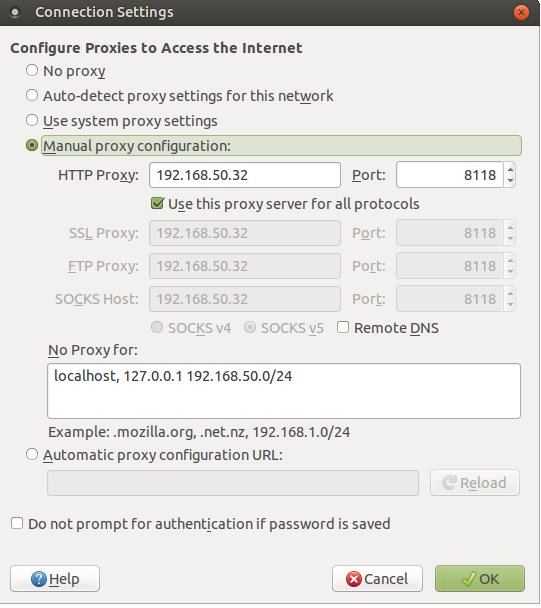 Connection Settings
Configure Proxies to Access the Internet
No proxy
Auto-detect proxy settings for this network
Use system proxy settings
Manual proxy configuration:
HTTP Proxy: 192.168.50.32 Port: 8118
Use this proxy server for all protocols
SSL Proxy: 192.168.50.32 Port: 8118
FTP Proxy: 192.168.50.32 Port: 8118
SOCKS Host: 192.168.50.32 Port: 8118
SOCKS v4 SOCKS v5 Remote DNS
No Proxy for:
localhost, 127.0.0.1 192.168.50.0/24
Example: .mozilla.org, .net.nz, 192.168.1.0/24
Automatic proxy configuration URL:
Reload
Do not prompt for authentication if password is saved
Help Cancel OK